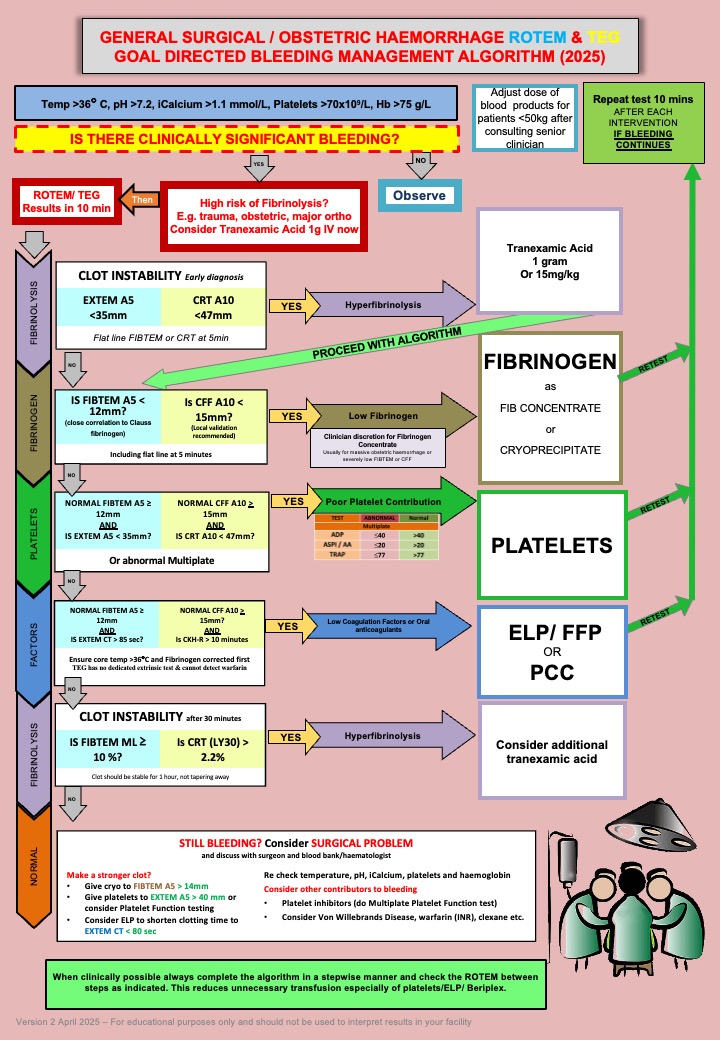 GENERAL SURGICAL / OBSTETRIC HAEMORRHAGE ROTEM & TEG
GOAL DIRECTED BLEEDING MANAGEMENT ALGORITHM (2025)
Temp >36° C, pH >7.2, iCalcium >1.1 mmol/L, Platelets >70x10⁹/L, Hb >75 g/L
Adjust dose of
blood products for
patients <50kg after
consulting senior
clinician
Repeat test 10 mins
AFTER EACH
INTERVENTION
IF BLEEDING
CONTINUES
IS THERE CLINICALLY SIGNIFICANT BLEEDING?
YES
NO
ROTEM/ TEG
Results in 10 min
Then
High risk of Fibrinolysis?
E.g. trauma, obstetric, major ortho
Consider Tranexamic Acid 1g IV now
Observe
FIBRINOLYSIS
CLOT INSTABILITY Early diagnosis
EXTEM A5
<35mm
CRT A10
<47mm
Flat line FIBTEM or CRT at 5min
YES
Hyperfibrinolysis
Tranexamic Acid
1 gram
Or 15mg/kg
PROCEED WITH ALGORITHM
NO
FIBRINOGEN
IS FIBTEM A5 <
12mm?
(close correlation to Clauss
fibrinogen)
Is CFF A10 <
15mm?
(Local validation
recommended)
Including flat line at 5 minutes
YES
Low Fibrinogen
Clinician discretion for Fibrinogen
Concentrate
Usually for massive obstetric haemorrhage or
severely low FIBTEM or CFF
FIBRINOGEN
as
FIB CONCENTRATE
or
CRYOPRECIPITATE
RETEST
NO
PLATELETS
NORMAL FIBTEM A5 ≥
12mm
AND
IS EXTEM A5 < 35mm?
NORMAL CFF A10 ≥
15mm
AND
IS CRT A10 < 47mm?
Or abnormal Multiplate
YES
Poor Platelet Contribution
TEST ABNORMAL Normal
Multiplate
ADP ≤40 >40
ASPI / AA ≤20 >20
TRAP ≤77 >77
PLATELETS
RETEST
NO
FACTORS
NORMAL FIBTEM A5 ≥
12mm
AND
IS EXTEM CT > 85 sec?
NORMAL CFF A10 ≥
15mm?
AND
Is CKH-R > 10 minutes
Ensure core temp >36°C and Fibrinogen corrected first
TEG has no dedicated extrinsic test & cannot detect warfarin
YES
Low Coagulation Factors or Oral
anticoagulants
ELP/ FFP
OR
PCC
RETEST
NO
FIBRINOLYSIS
CLOT INSTABILITY after 30 minutes
IS FIBTEM ML ≥
10 %?
Is CRT (LY30) >
2.2%
Clot should be stable for 1 hour, not tapering away
YES
Hyperfibrinolysis
Consider additional
tranexamic acid
NO
NORMAL
STILL BLEEDING? Consider SURGICAL PROBLEM
and discuss with surgeon and blood bank/haematologist
Make a stronger clot?
• Give cryo to FIBTEM A5 > 14mm
• Give platelets to EXTEM A5 > 40 mm or
consider Platelet Function testing
• Consider ELP to shorten clotting time to
EXTEM CT < 80 sec
Re check temperature, pH, iCalcium, platelets and haemoglobin
Consider other contributors to bleeding
• Platelet inhibitors (do Multiplate Platelet Function test)
• Consider Von Willebrands Disease, warfarin (INR), clexane etc.
When clinically possible always complete the algorithm in a stepwise manner and check the ROTEM between
steps as indicated. This reduces unnecessary transfusion especially of platelets/ELP/ Beriplex.
Version 2 April 2025 – For educational purposes only and should not be used to interpret results in your facility